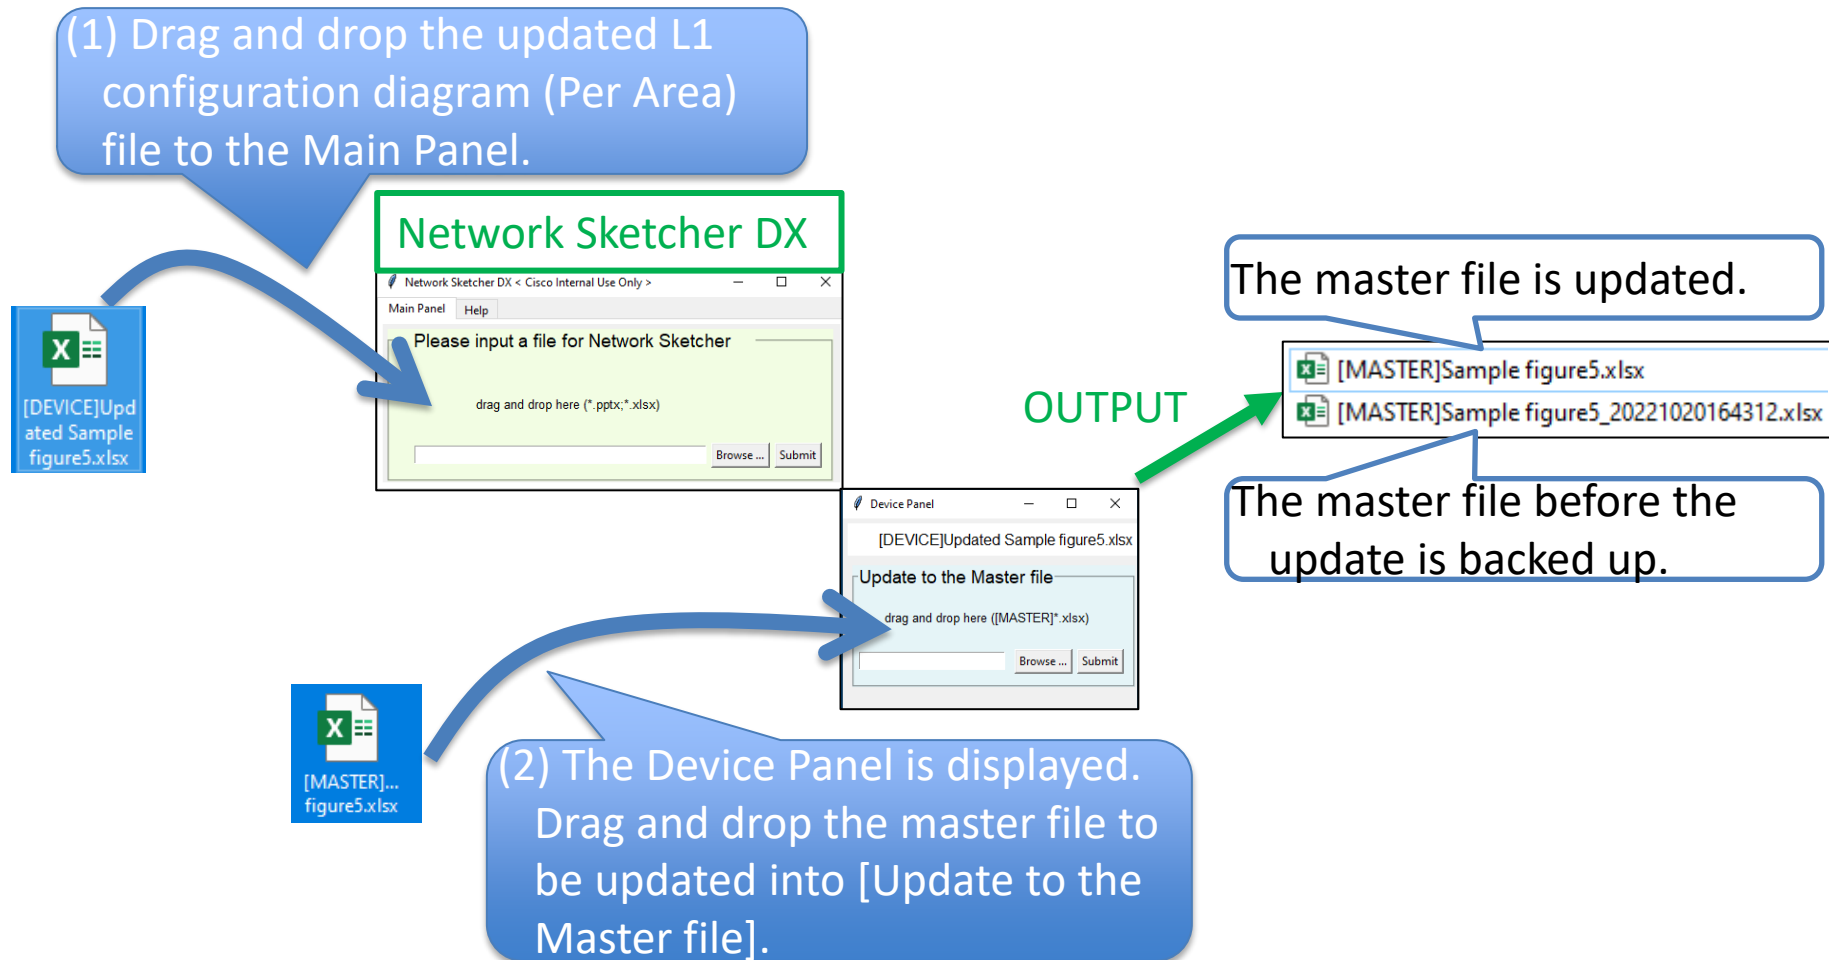 (1) Drag and drop the updated L1
configuration diagram (Per Area)
file to the Main Panel.
Network Sketcher DX
Network Sketcher DX < Cisco Internal Use Only >
Main Panel
Help
Please input a file for Network Sketcher
drag and drop here (*.pptx;*.xlsx)
Browse ...
Submit
[DEVICE]Upd
ated Sample
figure5.xlsx
OUTPUT
The master file is updated.
[MASTER]Sample figure5.xlsx
[MASTER]Sample figure5_20221020164312.xlsx
The master file before the
update is backed up.
Device Panel
[DEVICE]Updated Sample figure5.xlsx
Update to the Master file
drag and drop here ([MASTER]*.xlsx)
Browse ...
Submit
[MASTER]...
figure5.xlsx
(2) The Device Panel is displayed.
Drag and drop the master file to
be updated into [Update to the
Master file].